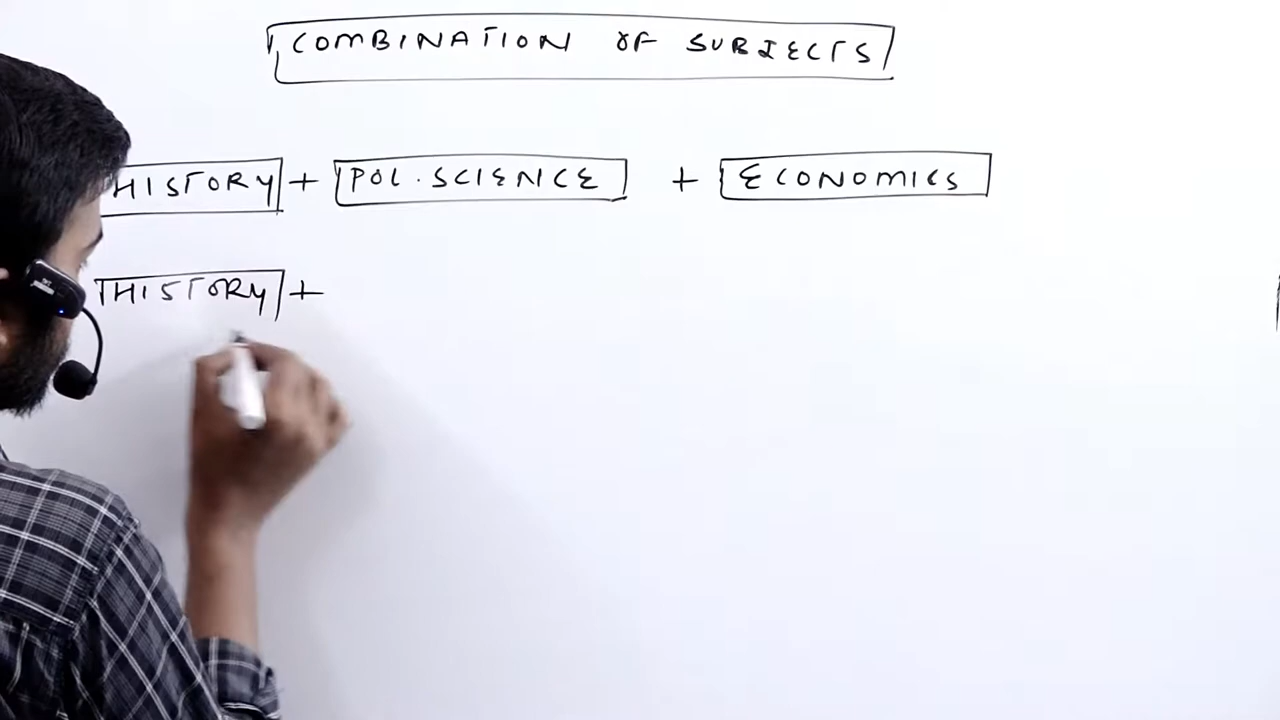 COMBINATION OF SUBJECTS
HISTORY + POL. SCIENCE + ECONOMICS
HISTORY +